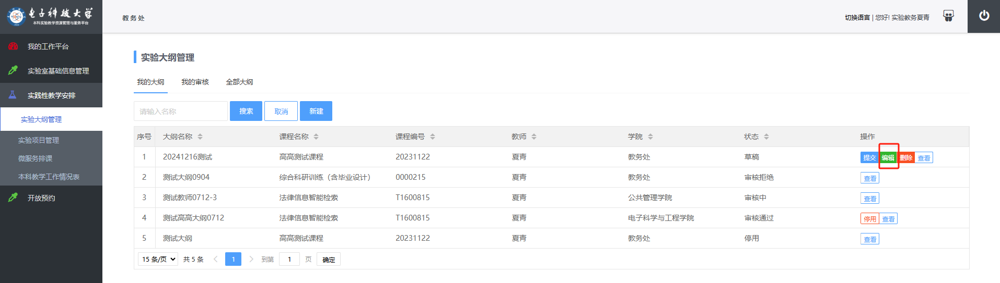 电子科技大学
本科实验教学资源管理与服务平台
教务处
切换语言 | 您好! 实验教务夏青
我的工作平台
实验室基础信息管理
实践性教学安排
实验大纲管理
实验项目管理
微服务排课
本科教学工作情况表
开放预约
实验大纲管理
我的大纲 我的审核 全部大纲
请输入名称 搜索 取消 新建
序号 大纲名称 课程名称 课程编号 教师 学院 状态 操作
1 20241216测试 高高测试课程 20231122 夏青 教务处 草稿 提交 编辑 删除 查看
2 测试大纲0904 综合科研训练（含毕业设计） 0000215 夏青 教务处 审核拒绝 查看
3 测试教师0712-3 法律信息智能检索 T1600815 夏青 公共管理学院 审核中 查看
4 测试高高大纲0712 法律信息智能检索 T1600815 夏青 电子科学与工程学院 审核通过 停用 查看
5 测试大纲 高高测试课程 20231122 夏青 教务处 停用 查看
15 条/页 共 5 条 1 到第 1 页 确定